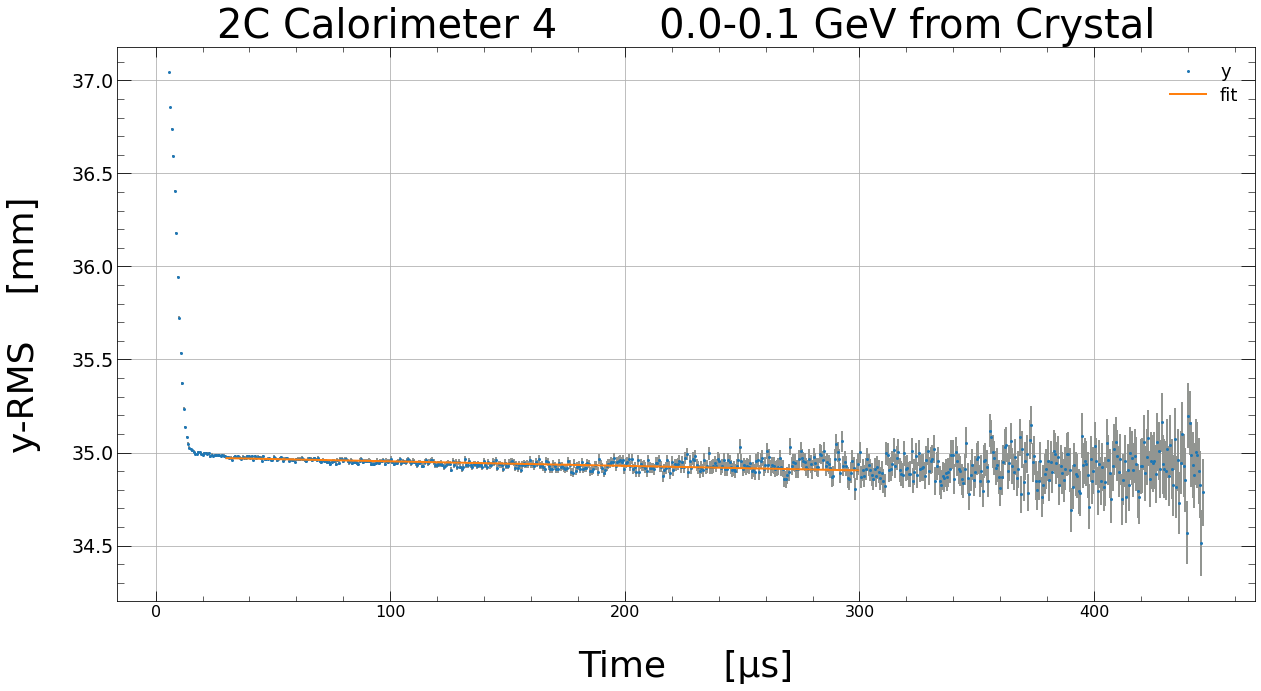 2C Calorimeter 4 0.0-0.1 GeV from Crystal
y
fit
37.0
36.5
36.0
35.5
35.0
34.5
y-RMS [mm]
0 100 200 300 400
Time [µs]